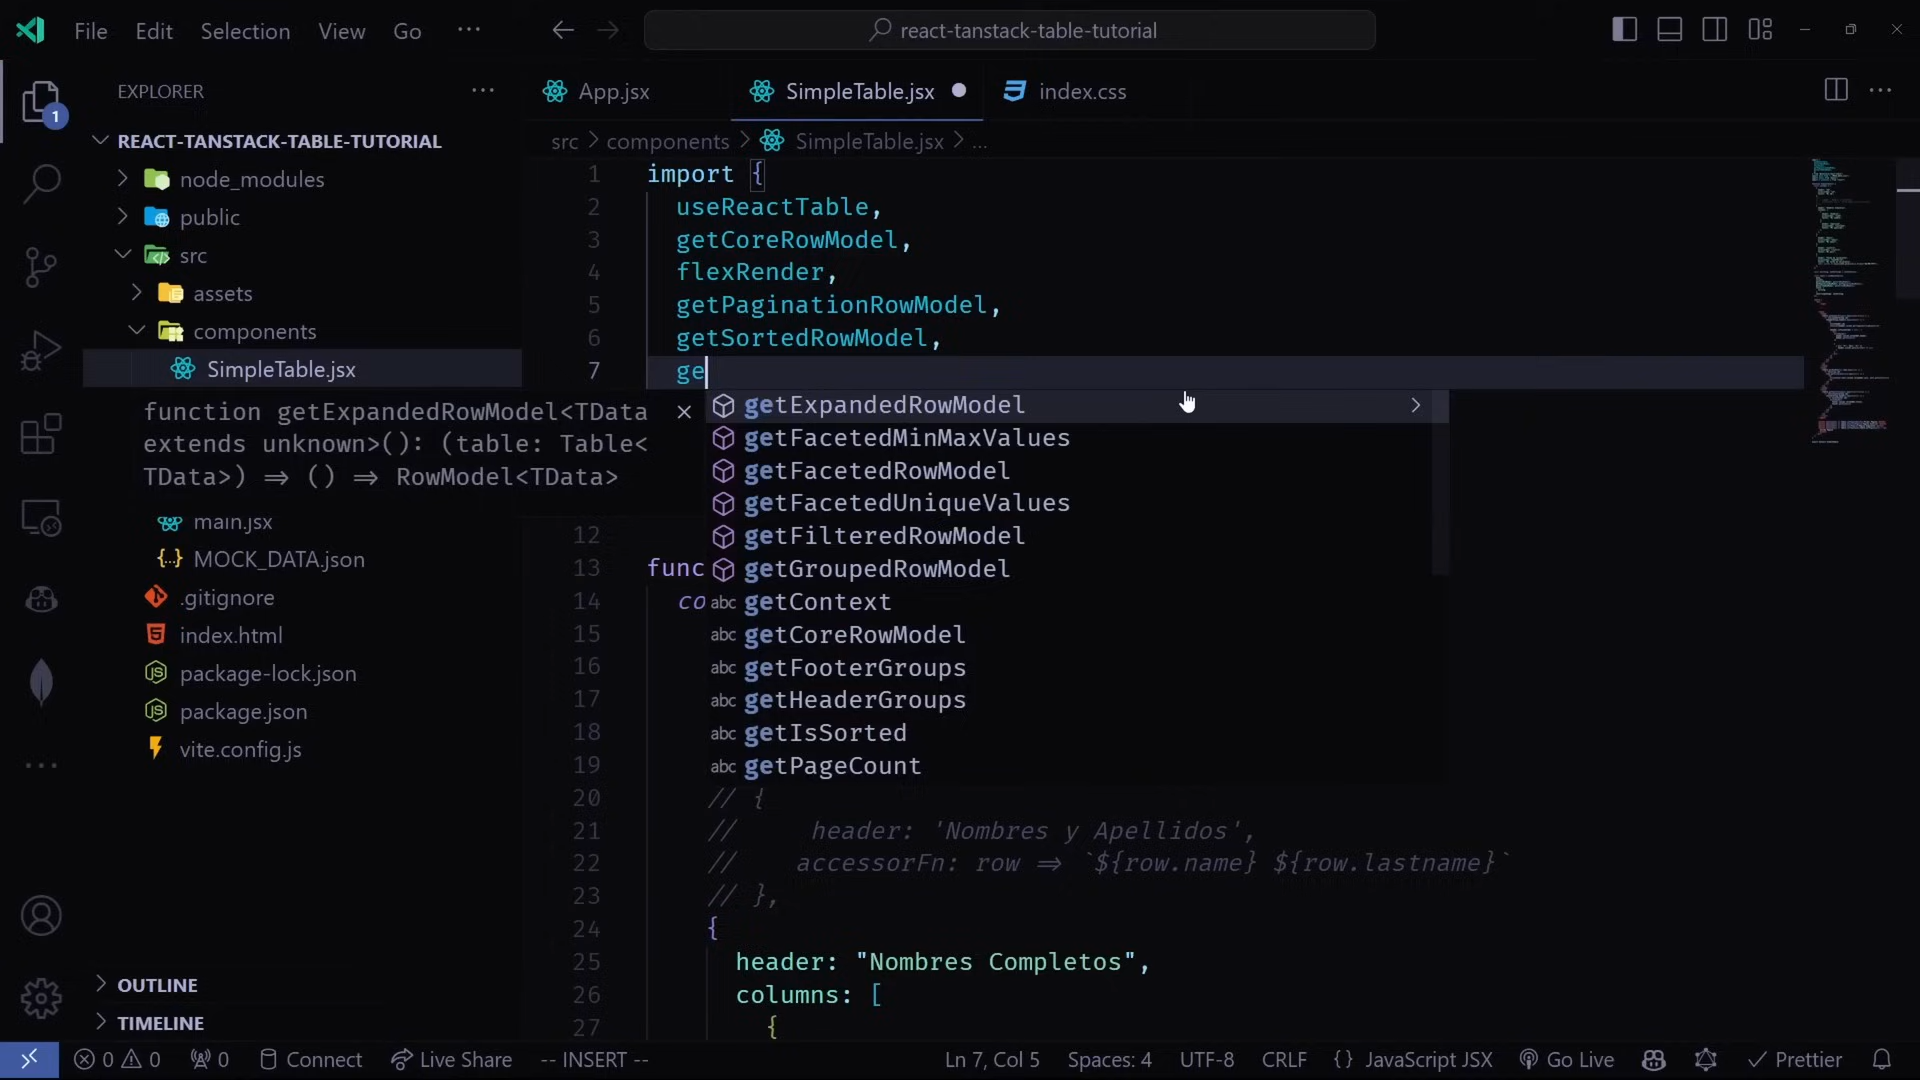 File Edit Selection View Go ...
react-tanstack-table-tutorial
EXPLORER
App.jsx
SimpleTable.jsx
index.css
1
REACT-TANSTACK-TABLE-TUTORIAL
src > components > SimpleTable.jsx > ...
node_modules
public
src
assets
components
SimpleTable.jsx
function getExpandedRowModel<TData
extends unknown>(): (table: Table<
TData>) => () => RowModel<TData>
main.jsx
MOCK_DATA.json
.gitignore
index.html
package-lock.json
package.json
vite.config.js
OUTLINE
TIMELINE
1 import {
2 useReactTable,
3 getCoreRowModel,
4 flexRender,
5 getPaginationRowModel,
6 getSortedRowModel,
7 ge
getExpandedRowModel
getFacetedMinMaxValues
getFacetedRowModel
getFacetedUniqueValues
12 getFilteredRowModel
13 func getGroupedRowModel
14 co abc getContext
15 abc getCoreRowModel
16 abc getFooterGroups
17 abc getHeaderGroups
18 abc getIsSorted
19 abc getPageCount
20 // {
21 // header: 'Nombres y Apellidos',
22 // accessorFn: row => `${row.name} ${row.lastname}`
23 // },
24 {
25 header: "Nombres Completos",
26 columns: [
27 {
0 0 0 Connect Live Share -- INSERT -- Ln 7, Col 5 Spaces: 4 UTF-8 CRLF {} JavaScript JSX Go Live Prettier